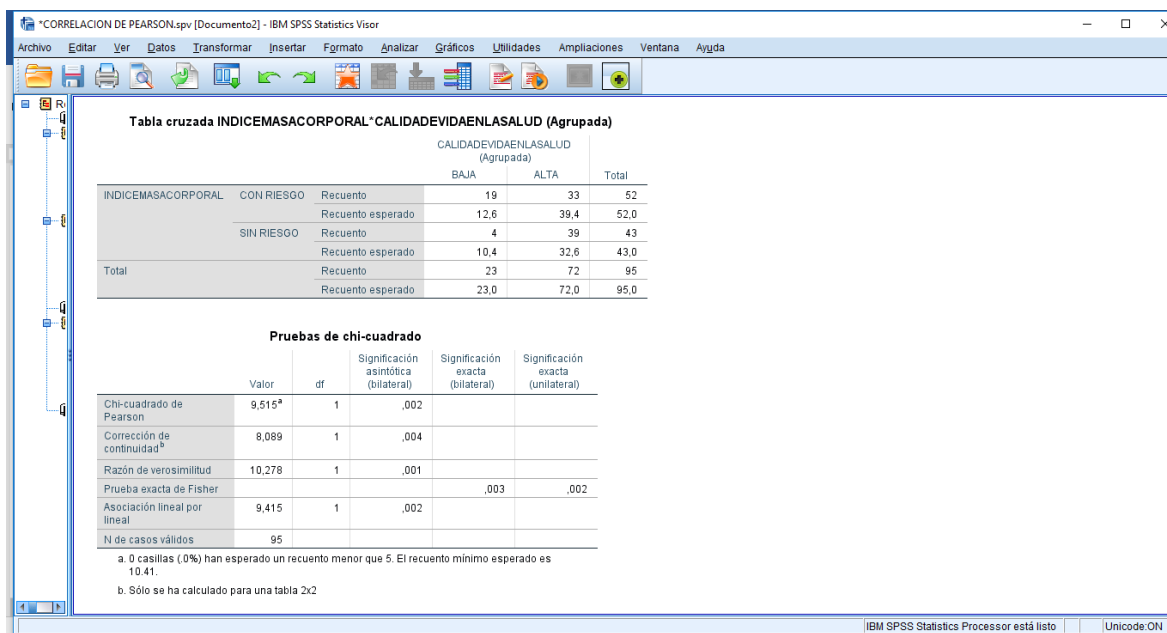 *CORRELACION DE PEARSON.spv [Documento2] - IBM SPSS Statistics Visor
Archivo Editar Ver Datos Transformar Insertar Formato Analizar Gráficos Utilidades Ampliaciones Ventana Ayuda
Tabla cruzada INDICEMASACORPORAL*CALIDADEVIDAENLASALUD (Agrupada)
CALIDADEVIDAENLASALUD
(Agrupada)
BAJA ALTA Total
INDICEMASACORPORAL CON RIESGO Recuento 19 33 52
Recuento esperado 12,6 39,4 52,0
SIN RIESGO Recuento 4 39 43
Recuento esperado 10,4 32,6 43,0
Total Recuento 23 72 95
Recuento esperado 23,0 72,0 95,0
Pruebas de chi-cuadrado
Valor df Significación asintótica (bilateral) Significación exacta (bilateral) Significación exacta (unilateral)
Chi-cuadrado de Pearson 9,515a 1 ,002
Corrección de continuidadb 8,089 1 ,004
Razón de verosimilitud 10,278 1 ,001
Prueba exacta de Fisher ,003 ,002
Asociación lineal por lineal 9,415 1 ,002
N de casos válidos 95
a. 0 casillas (.0%) han esperado un recuento menor que 5. El recuento mínimo esperado es
10.41.
b. Sólo se ha calculado para una tabla 2x2
IBM SPSS Statistics Processor está listo Unicode:ON